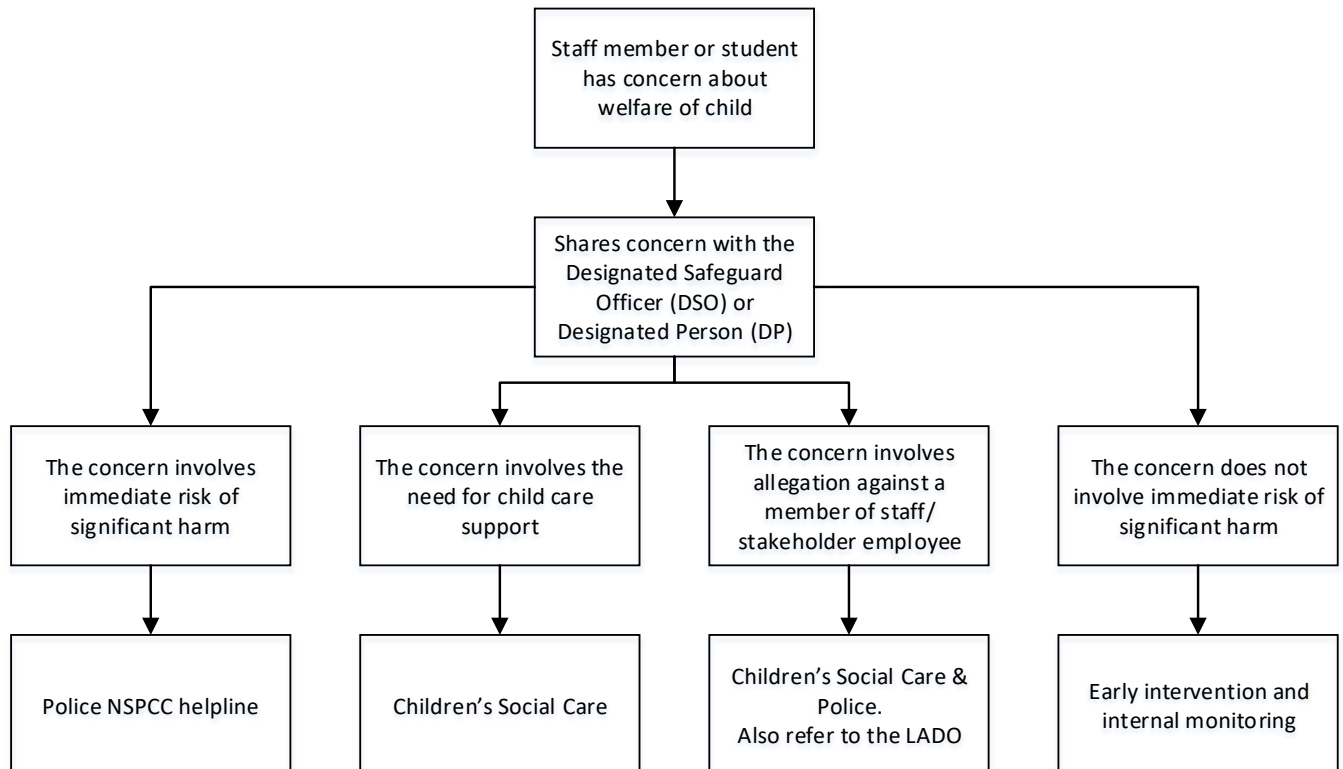 Staff member or student
has concern about
welfare of child
Shares concern with the
Designated Safeguard
Officer (DSO) or
Designated Person (DP)
The concern involves
immediate risk of
significant harm
The concern involves the
need for child care
support
The concern involves
allegation against a
member of staff/
stakeholder employee
The concern does not
involve immediate risk of
significant harm
Police NSPCC helpline
Children’s Social Care
Children’s Social Care &
Police.
Also refer to the LADO
Early intervention and
internal monitoring